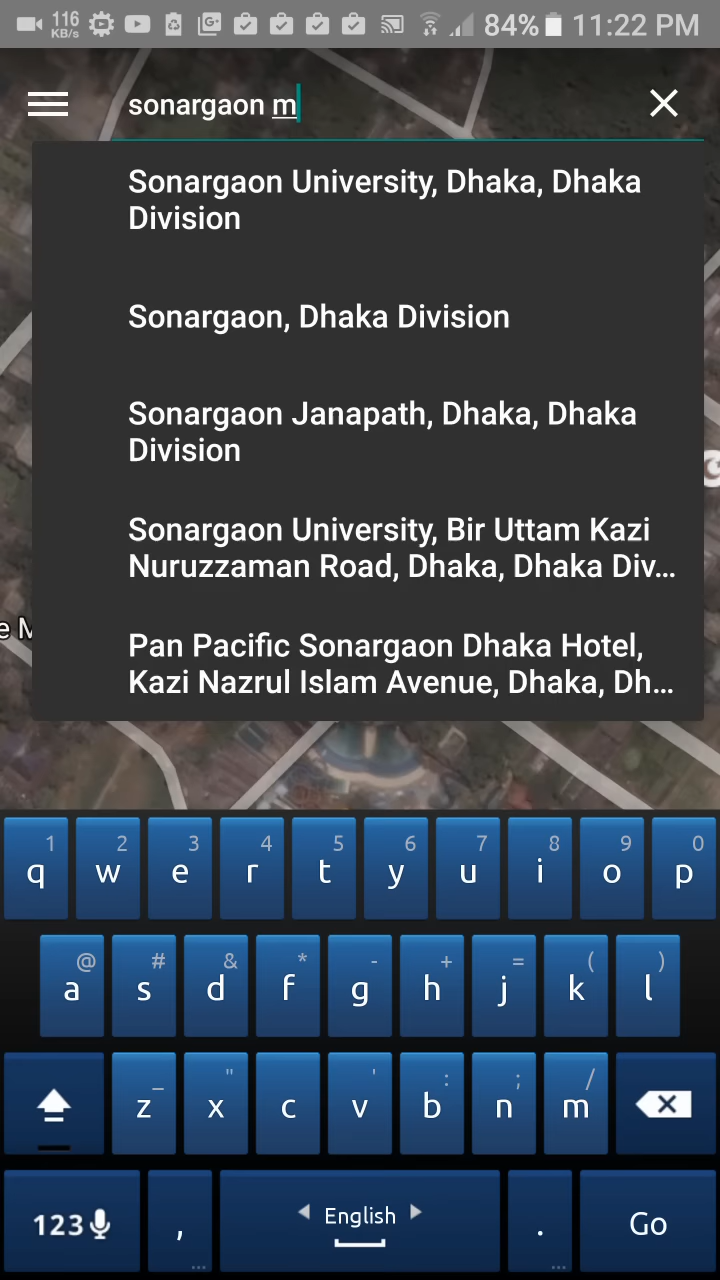 116
KB/s
84% 11:22 PM
sonargaon m
Sonargaon University, Dhaka, Dhaka
Division
Sonargaon, Dhaka Division
Sonargaon Janapath, Dhaka, Dhaka
Division
Sonargaon University, Bir Uttam Kazi
Nuruzzaman Road, Dhaka, Dhaka Div...
e M
Pan Pacific Sonargaon Dhaka Hotel,
Kazi Nazrul Islam Avenue, Dhaka, Dh...
1 2 3 4 5 6 7 8 9 0
q w e r t y u i o p
@ # & * - + = ( )
a s d f g h j k l
_ " ' : ; /
z x c v b n m
123 , English . Go